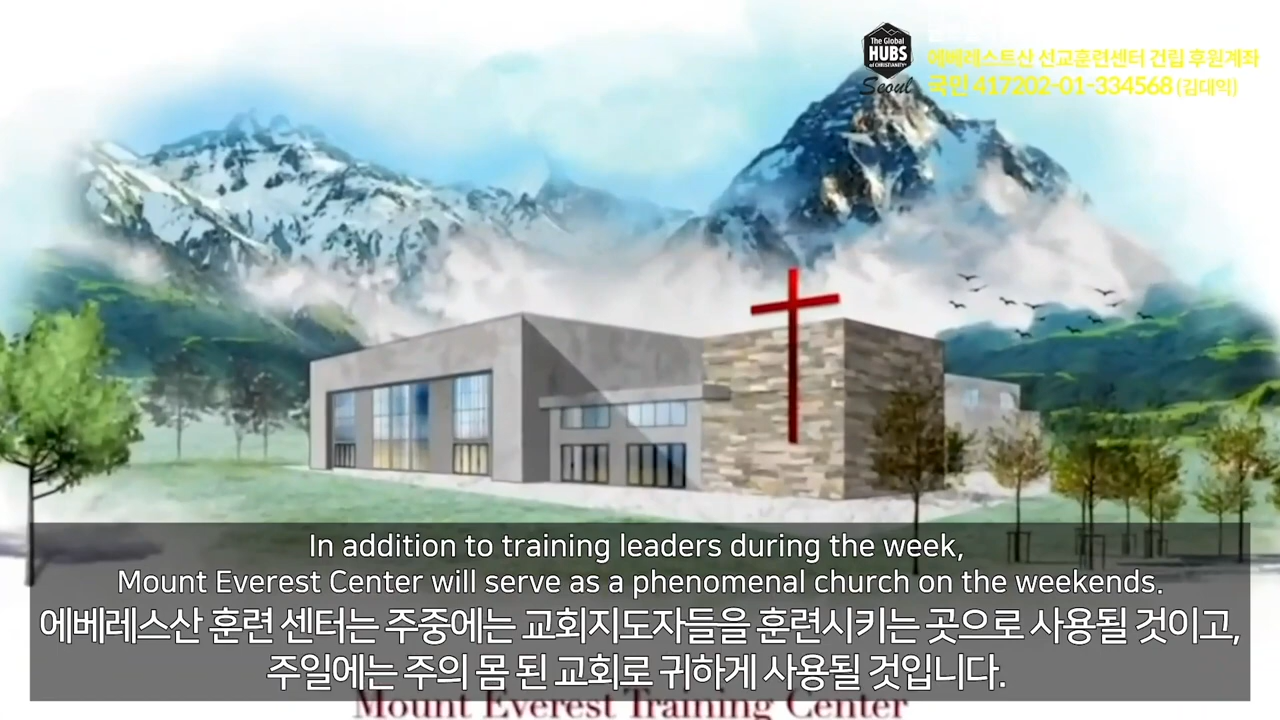 The Global
HUBS
of CHRISTIANITY
Seoul
에베레스트산 선교훈련센터 건립 후원계좌
국민 417202-01-334568 (김대억)
In addition to training leaders during the week,
Mount Everest Center will serve as a phenomenal church on the weekends.
에베레스산 훈련 센터는 주중에는 교회지도자들을 훈련시키는 곳으로 사용될 것이고,
주일에는 주의 몸 된 교회로 귀하게 사용될 것입니다.
Mount Everest Training Center